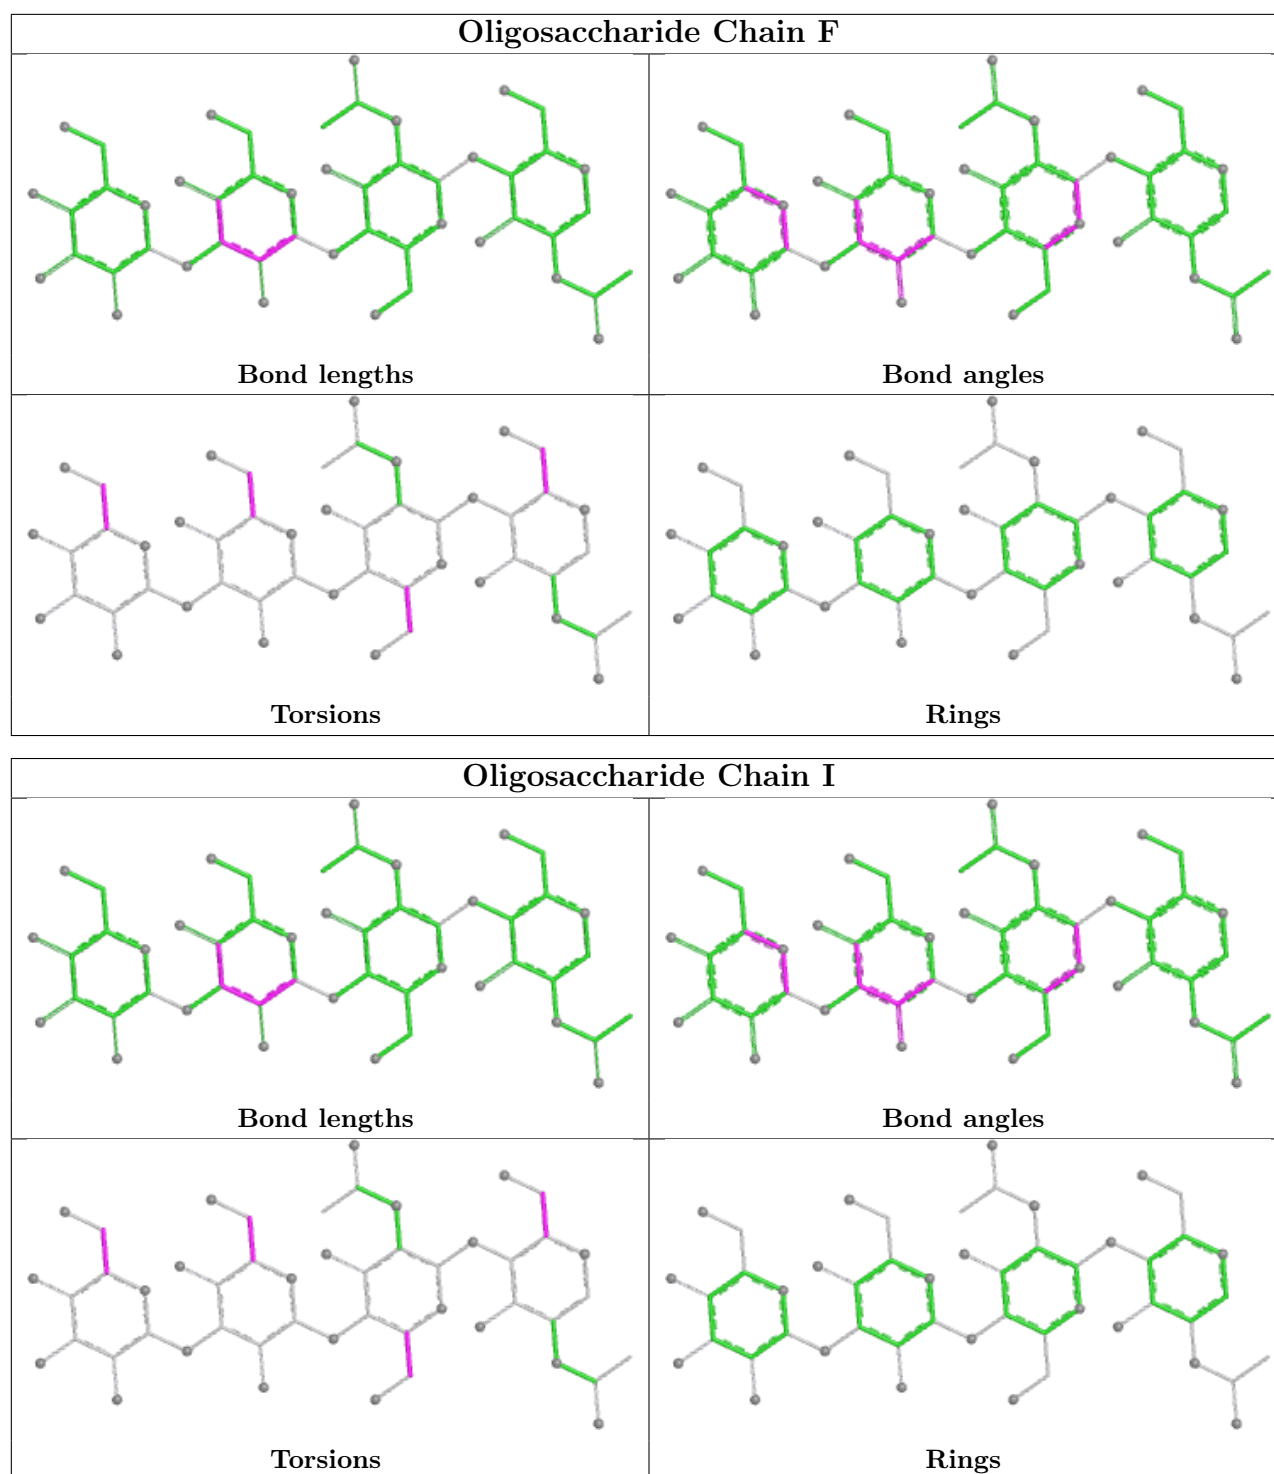 Oligosaccharide Chain F
Bond lengths
Bond angles
Torsions
Rings
Oligosaccharide Chain I
Bond lengths
Bond angles
Torsions
Rings